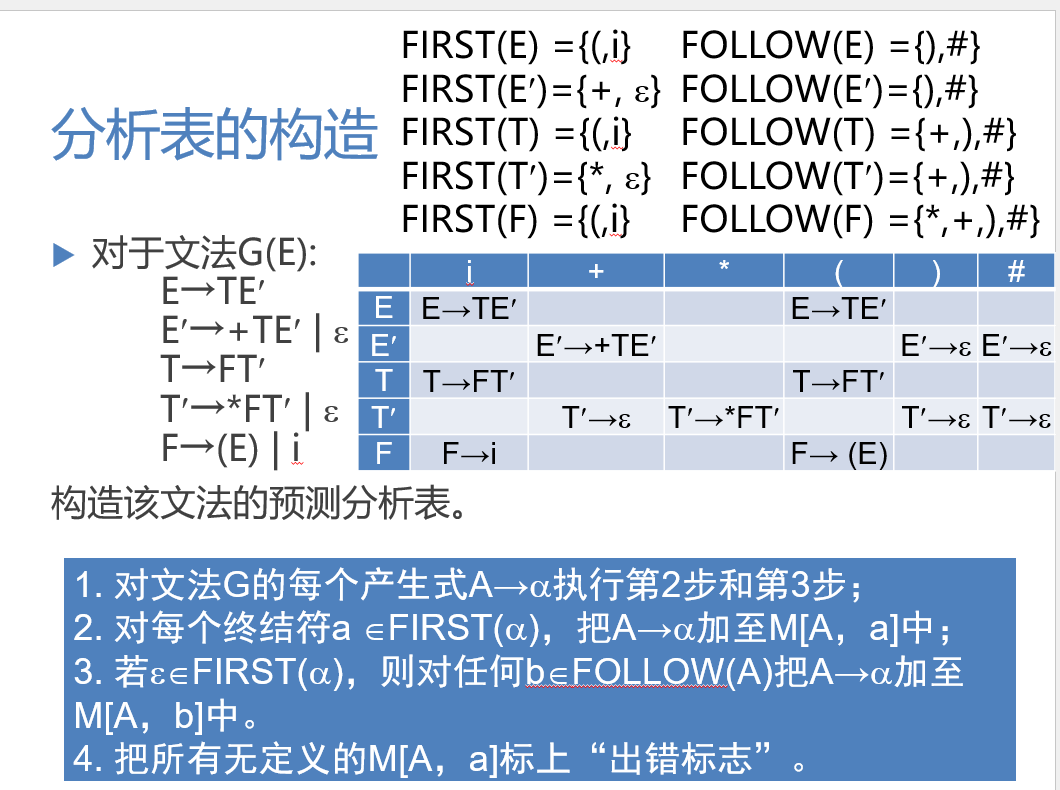 FIRST(E) ={(,i} FOLLOW(E) ={),#}
FIRST(E′)={+, ε} FOLLOW(E′)={),#}
FIRST(T) ={(,i} FOLLOW(T) ={+,),#}
FIRST(T′)={*, ε} FOLLOW(T′)={+,),#}
FIRST(F) ={(,i} FOLLOW(F) ={*,+,),#}
分析表的构造
对于文法G(E):
E→TE′
E′→+TE′ | ε
T→FT′
T′→*FT′ | ε
F→(E) | i
i + * ( ) #
E E→TE′ E→TE′
E′ E′→+TE′ E′→ε E′→ε
T T→FT′ T→FT′
T′ T′→ε T′→*FT′ T′→ε T′→ε
F F→i F→ (E)
构造该文法的预测分析表。
1. 对文法G的每个产生式A→α执行第2步和第3步；
2. 对每个终结符a ∈FIRST(α)，把A→α加至M[A，a]中；
3. 若ε∈FIRST(α)，则对任何b∈FOLLOW(A)把A→α加至
M[A，b]中。
4. 把所有无定义的M[A，a]标上“出错标志”。